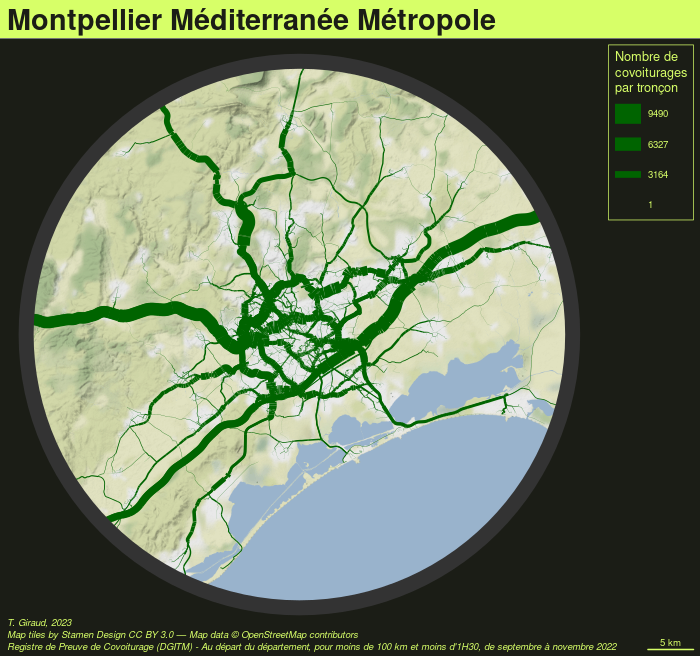 Montpellier Méditerranée Métropole
Nombre de
covoiturages
par tronçon
9490
6327
3164
1
T. Giraud, 2023
Map tiles by Stamen Design CC BY 3.0 — Map data © OpenStreetMap contributors
Registre de Preuve de Covoiturage (DGITM) - Au départ du département, pour moins de 100 km et moins d'1H30, de septembre à novembre 2022
5 km